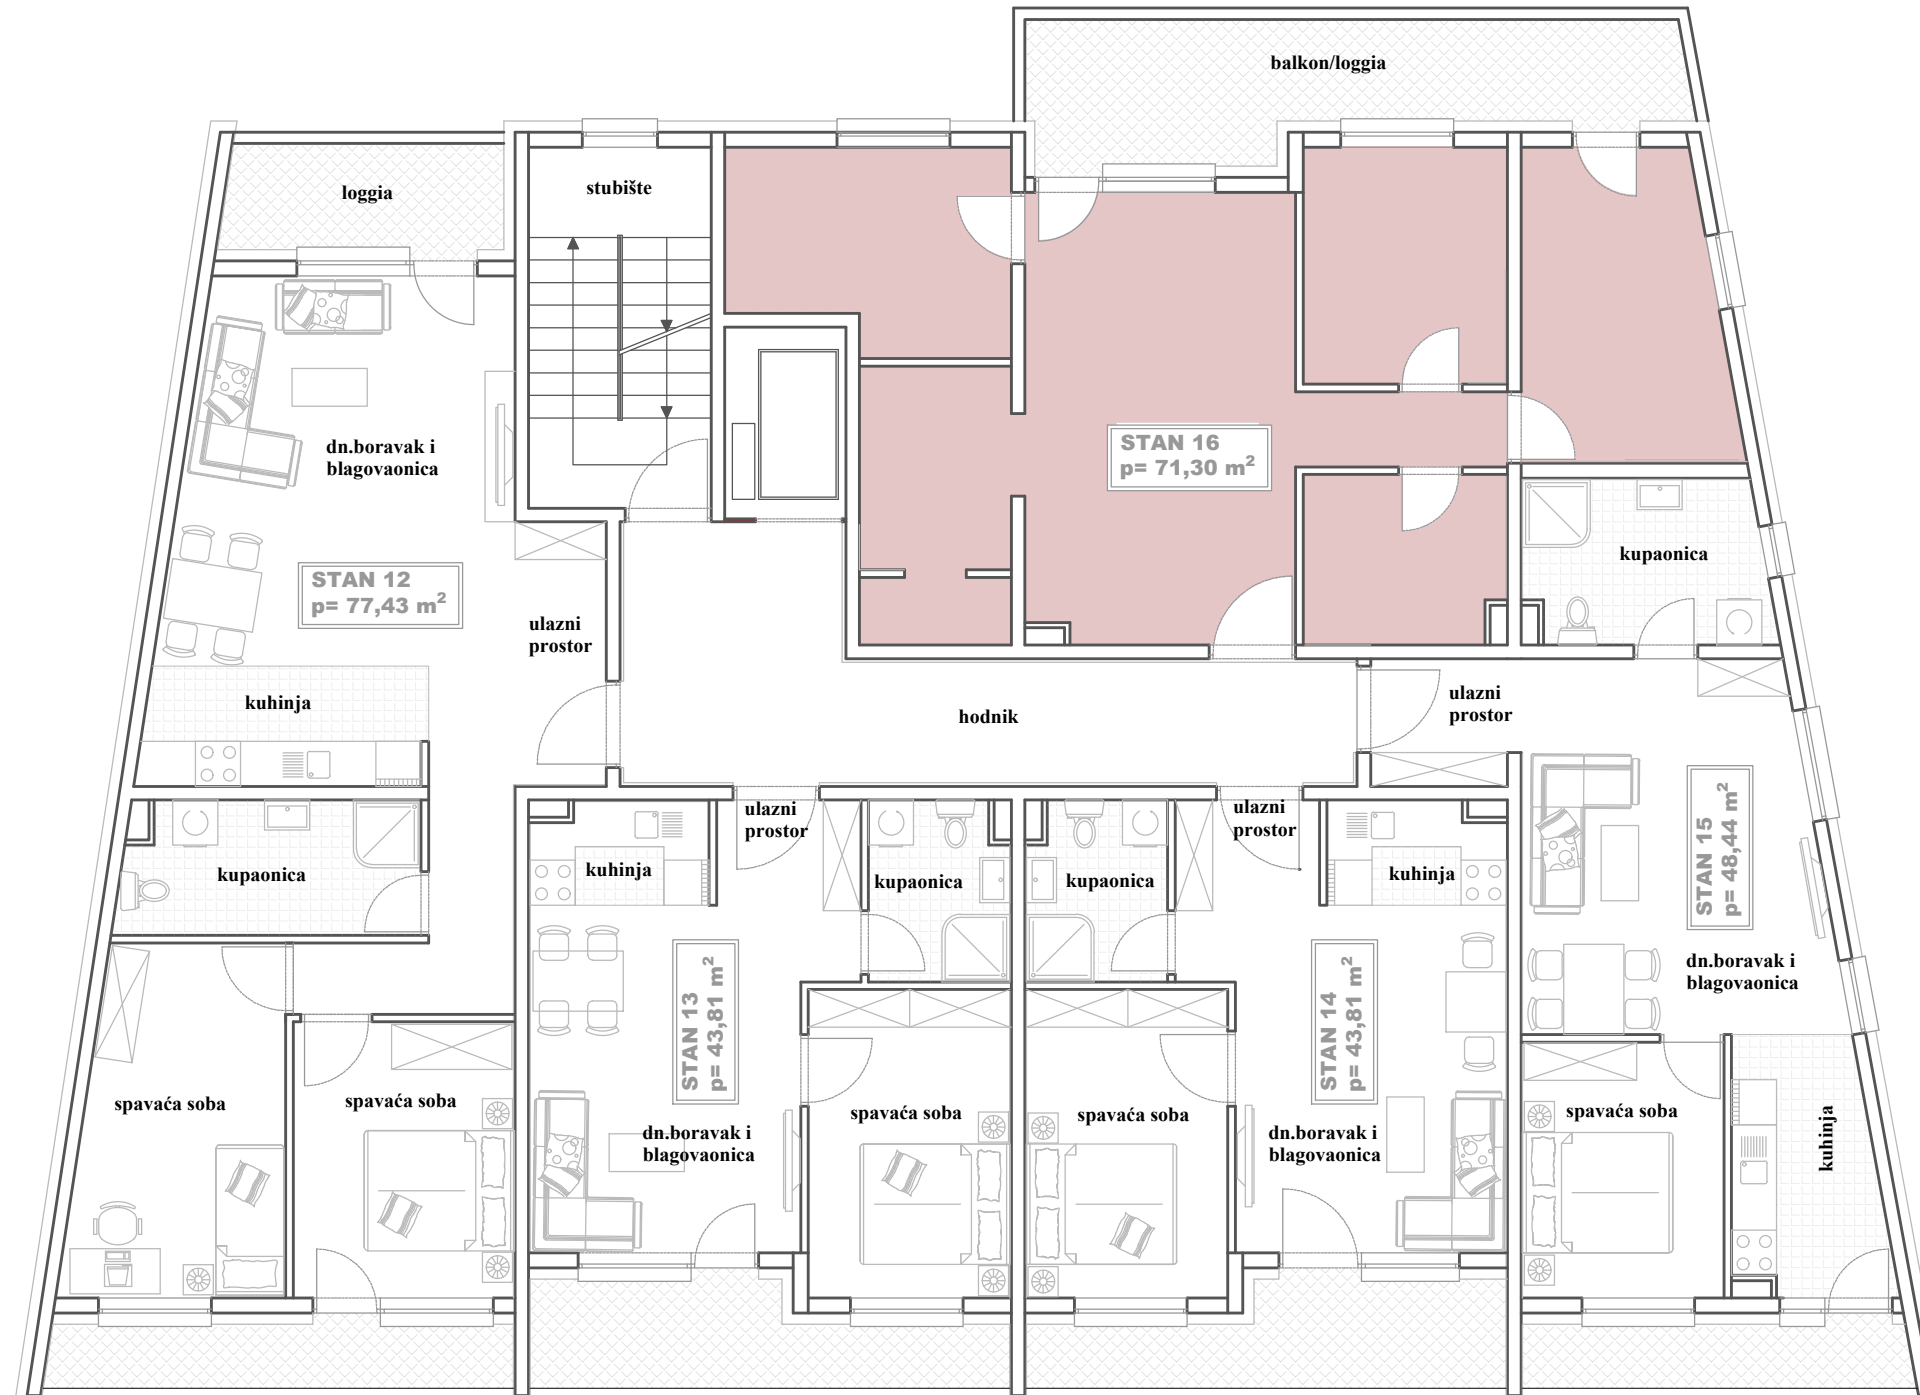 balkon/loggia
loggia
stubište
dn.boravak i
blagovaonica
STAN 16
p= 71,30 m²
kupaonica
STAN 12
p= 77,43 m²
ulazni
prostor
kuhinja
hodnik
ulazni
prostor
ulazni
prostor
ulazni
prostor
kupaonica
kuhinja
kupaonica
kupaonica
kuhinja
STAN 15
p= 48,44 m²
dn.boravak i
blagovaonica
STAN 13
p= 43,81 m²
STAN 14
p= 43,81 m²
spavaća soba
spavaća soba
spavaća soba
spavaća soba
spavaća soba
kuhinja
dn.boravak i
blagovaonica
dn.boravak i
blagovaonica